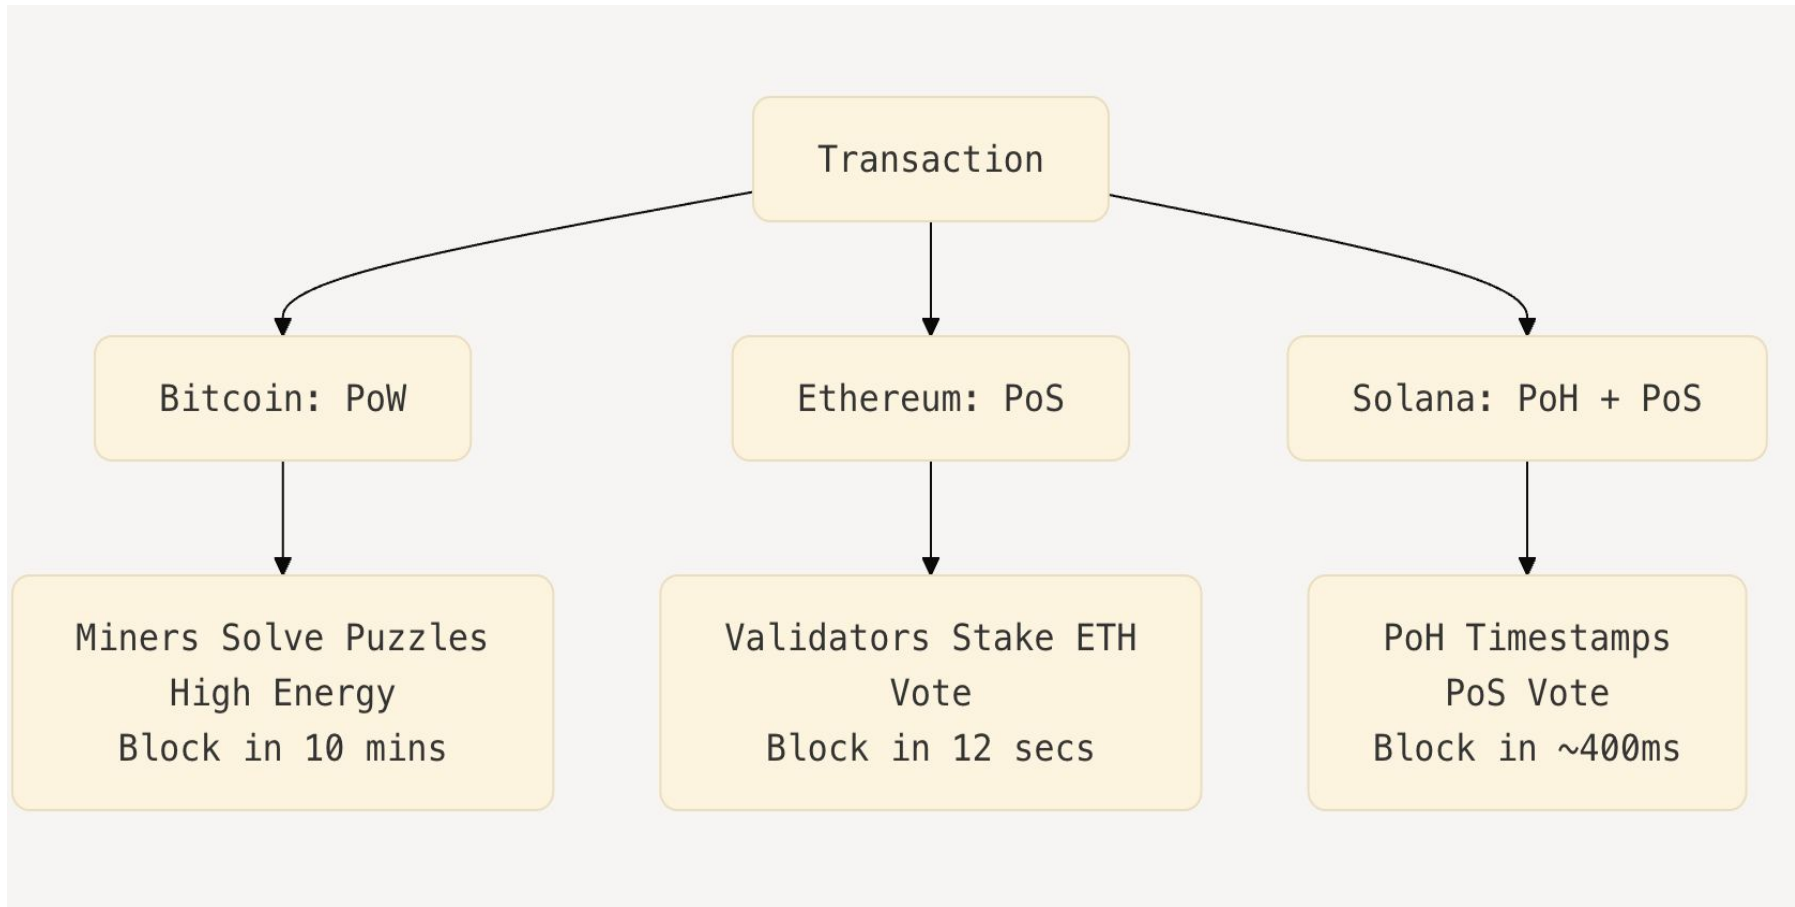 Transaction
Bitcoin: PoW
Ethereum: PoS
Solana: PoH + PoS
Miners Solve Puzzles
High Energy
Block in 10 mins
Validators Stake ETH
Vote
Block in 12 secs
PoH Timestamps
PoS Vote
Block in ~400ms